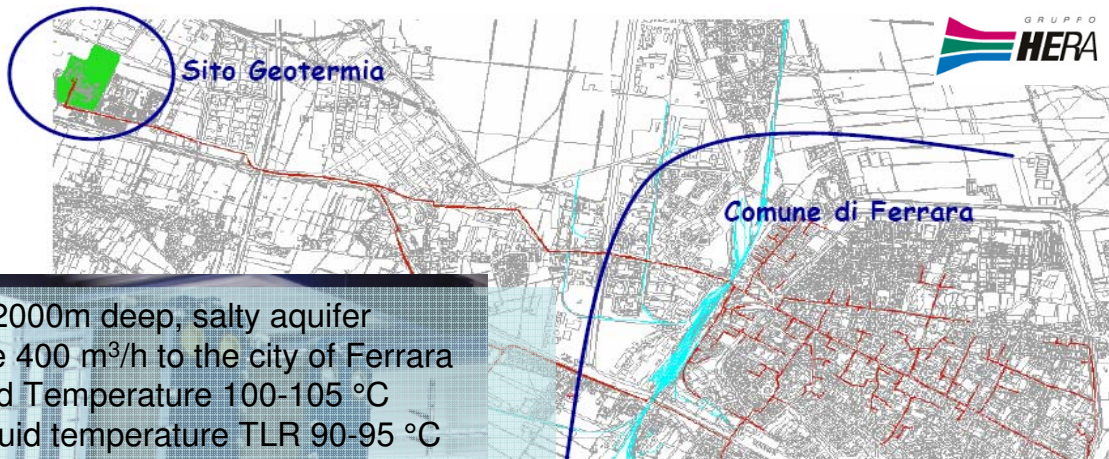 GRUPPO
HERA
Sito Geotermia
Comune di Ferrara
2000m deep, salty aquifer
400 m³/h to the city of Ferrara
Temperature 100-105 °C
temperature TLR 90-95 °C